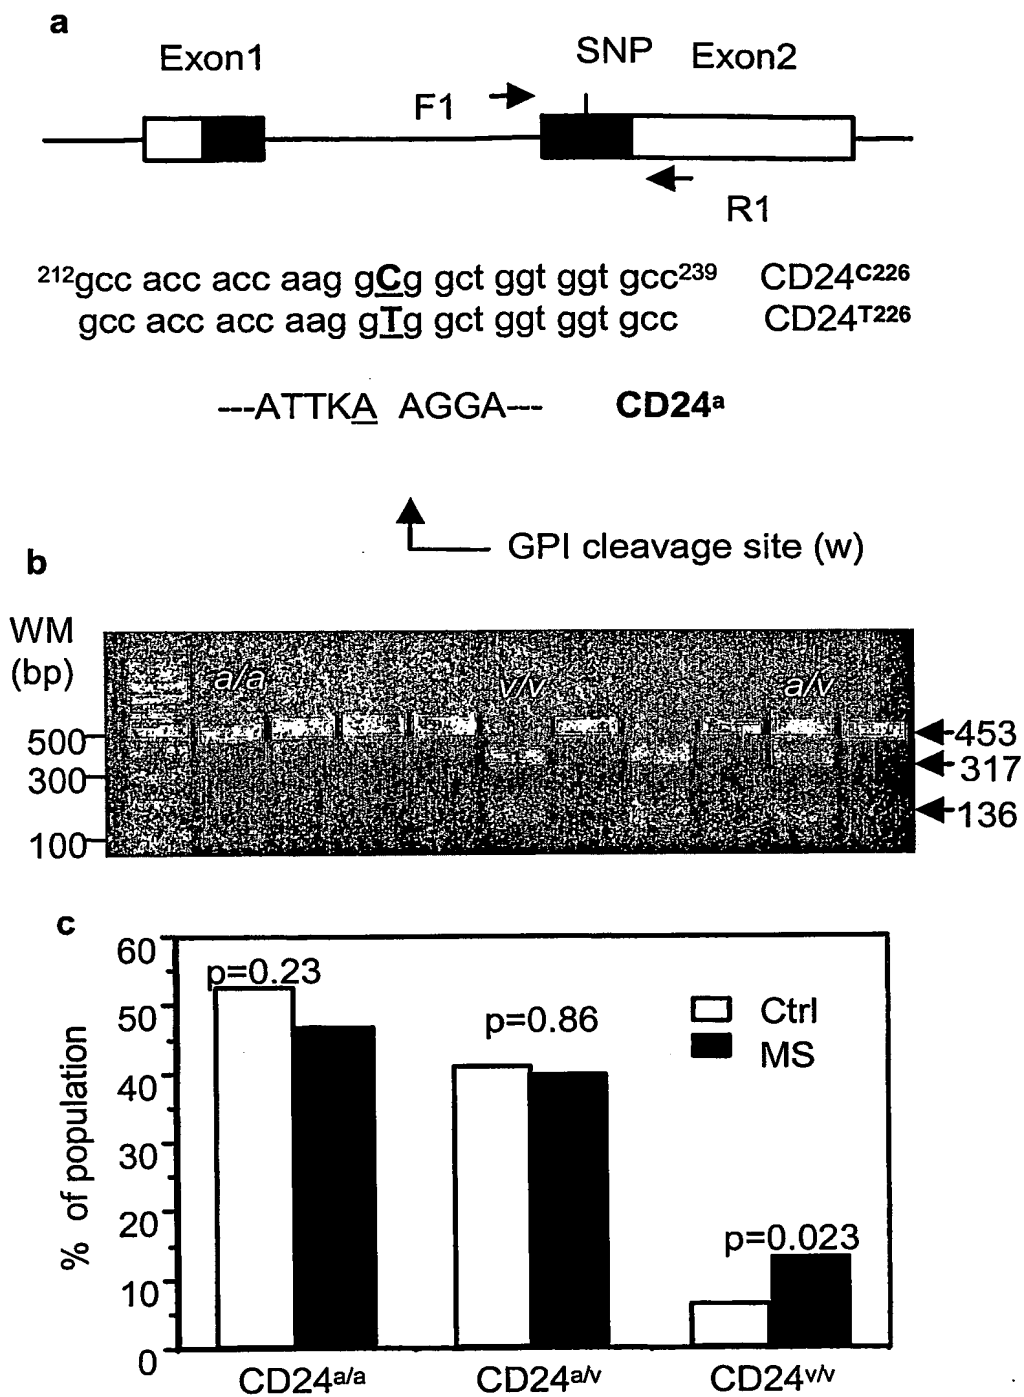 a
Exon1
SNP
Exon2
F1
R1
²¹²gcc acc acc aag gCg gct ggt ggt gcc²³⁹ CD24ᶜ²²⁶
gcc acc acc aag gTg gct ggt ggt gcc CD24ᵀ²²⁶
---ATTKA AGGA--- CD24ᵃ
GPI cleavage site (w)
b
WM
(bp)
a/a
v/v
a/v
500
300
100
453
317
136
c
% of population
60
50
40
30
20
10
0
p=0.23
p=0.86
p=0.023
Ctrl
MS
CD24ᵃ/ᵃ
CD24ᵃ/ᵛ
CD24ᵛ/ᵛ